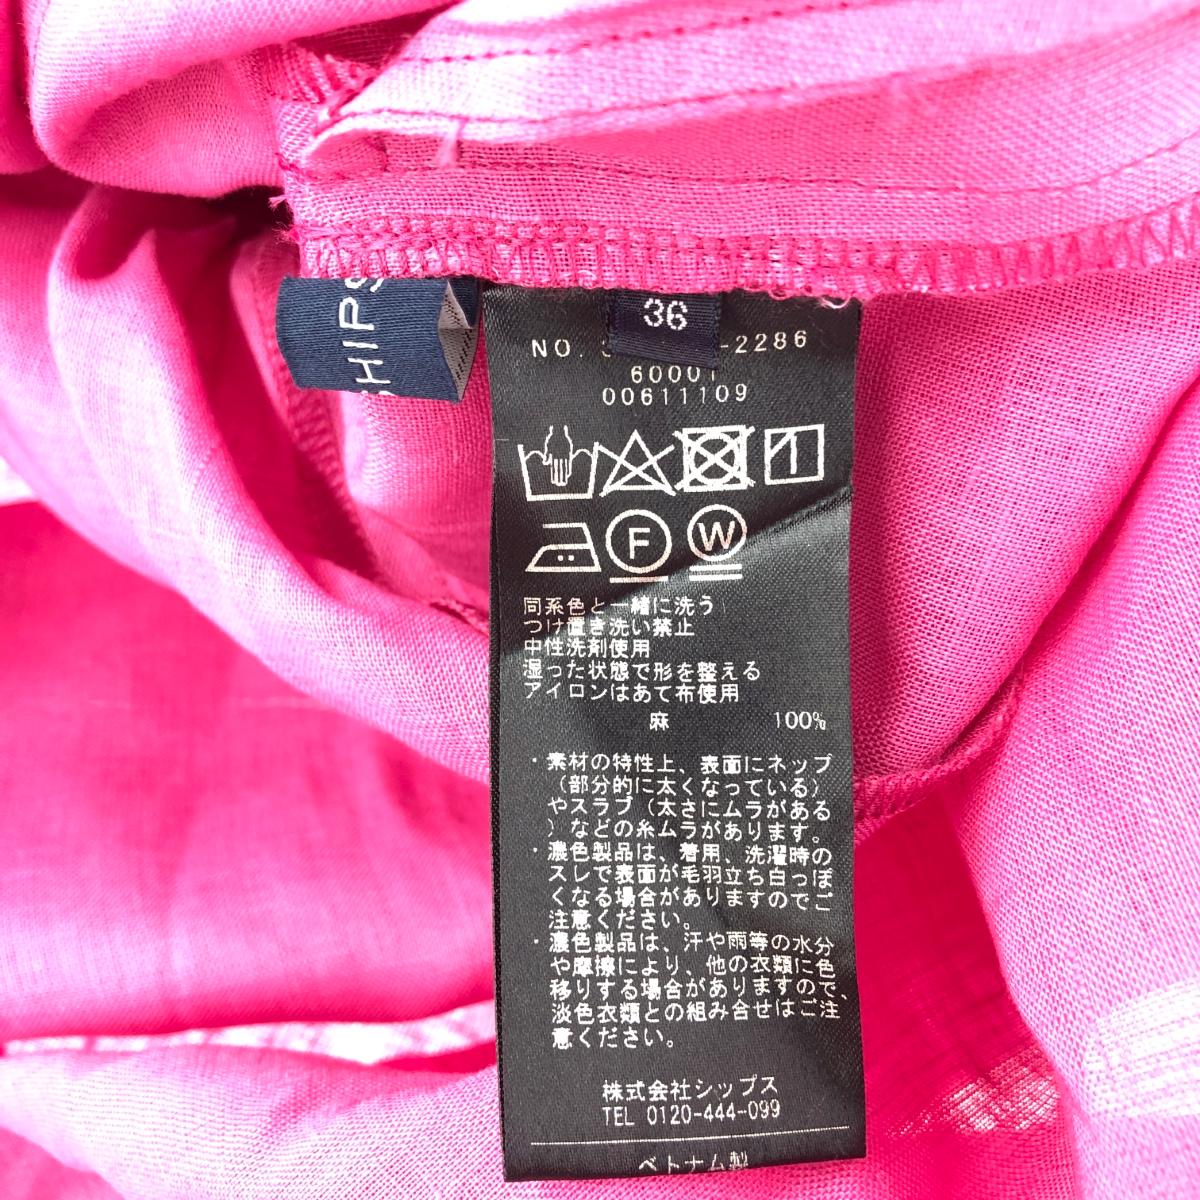 SHIPS
36
NO. -2286
60001
00611109
F W
同系色と一緒に洗う
つけ置き洗い禁止
中性洗剤使用
湿った状態で形を整える
アイロンはあて布使用
麻 100%
・素材の特性上、表面にネップ
（部分的に太くなっている）
やスラブ（太さにムラがある
）などの糸ムラがあります。
・濃色製品は、着用、洗濯時の
スレで表面が毛羽立ち白っぽ
くなる場合がありますのでご
注意ください。
・濃色製品は、汗や雨等の水分
や摩擦により、他の衣類に色
移りする場合がありますので、
淡色衣類との組み合せはご注
意ください。
株式会社シップス
TEL 0120-444-099
ベトナム製